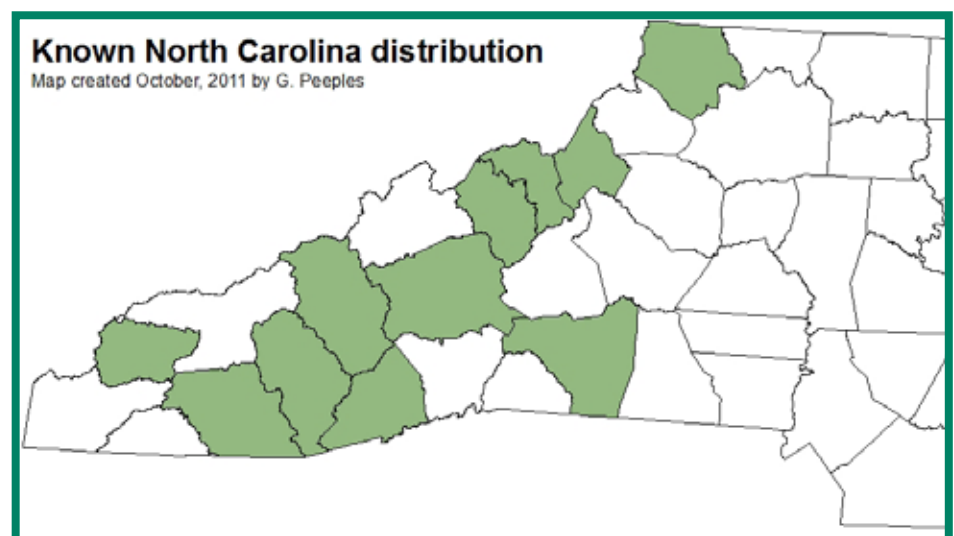 Known North Carolina distribution
Map created October, 2011 by G. Peeples